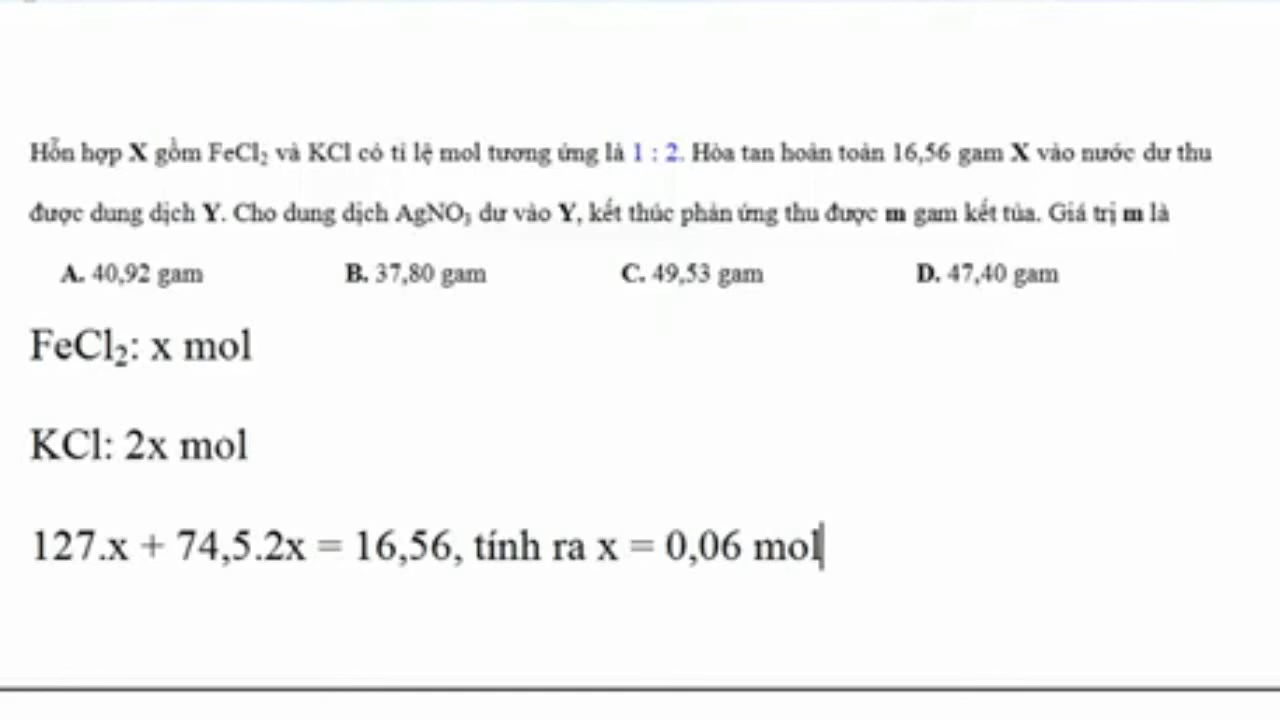 Hỗn hợp X gồm FeCl₂ và KCl có tỉ lệ mol tương ứng là 1 : 2. Hòa tan hoàn toàn 16,56 gam X vào nước dư thu
được dung dịch Y. Cho dung dịch AgNO₃ dư vào Y, kết thúc phản ứng thu được m gam kết tủa. Giá trị m là
A. 40,92 gam B. 37,80 gam C. 49,53 gam D. 47,40 gam
FeCl₂: x mol
KCl: 2x mol
127.x + 74,5.2x = 16,56, tính ra x = 0,06 mol